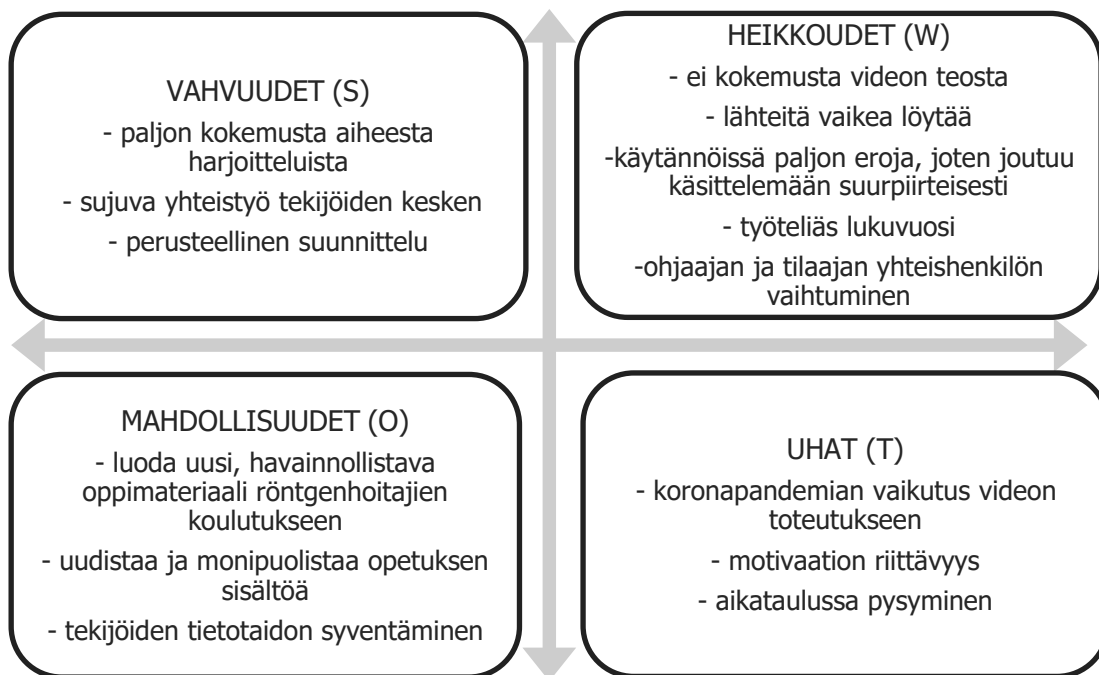 VAHVUUDET (S)
- paljon kokemusta aiheesta
harjoitteluista
- sujuva yhteistyö tekijöiden kesken
- perusteellinen suunnittelu
HEIKKOUDET (W)
- ei kokemusta videon teosta
- lähteitä vaikea löytää
-käytännöissä paljon eroja, joten joutuu
käsittelemään suurpiirteisesti
- työteliäs lukuvuosi
-ohjaajan ja tilaajan yhteishenkilön
vaihtuminen
MAHDOLLISUUDET (O)
- luoda uusi, havainnollistava
oppimateriaali röntgenhoitajien
koulutukseen
- uudistaa ja monipuolistaa opetuksen
sisältöä
- tekijöiden tietotaidon syventäminen
UHAT (T)
- koronapandemian vaikutus videon
toteutukseen
- motivaation riittävyys
- aikataulussa pysyminen